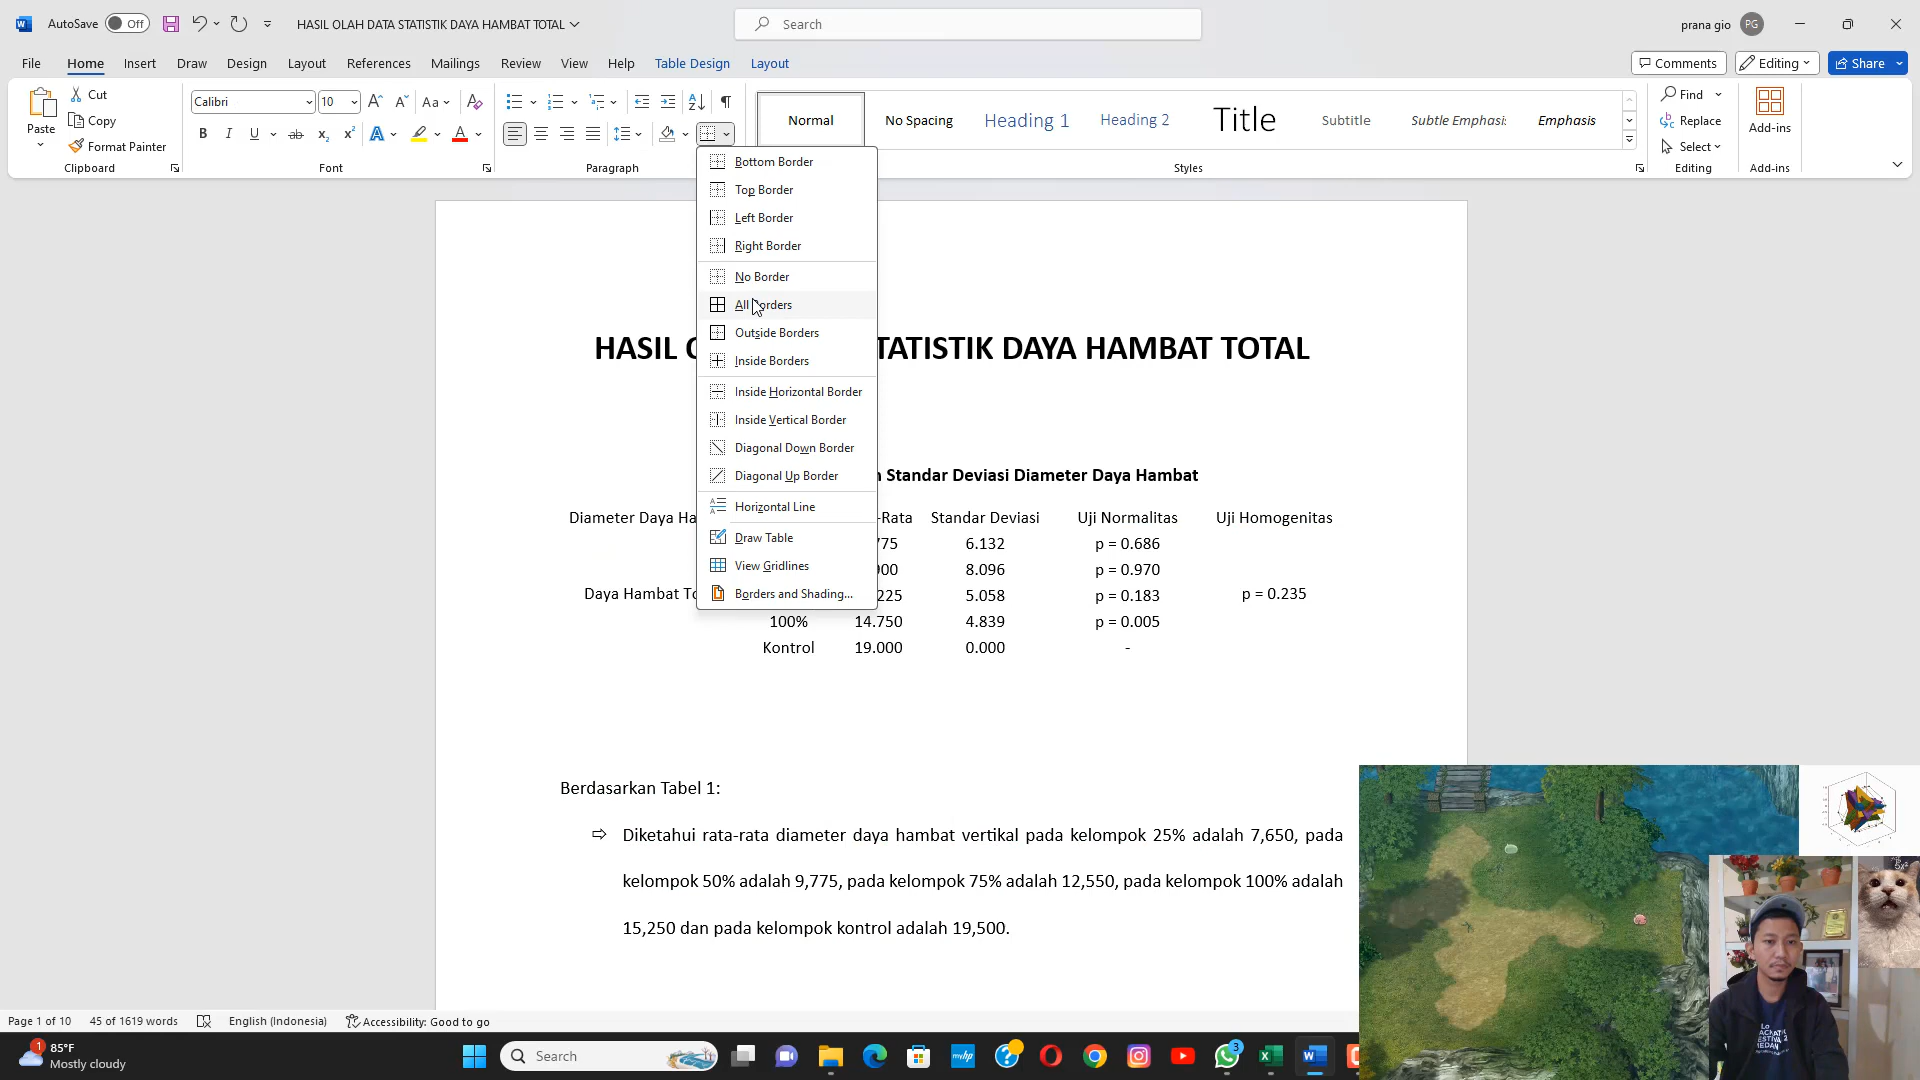 AutoSave Off HASIL OLAH DATA STATISTIK DAYA HAMBAT TOTAL Search prana gio PG
File Home Insert Draw Design Layout References Mailings Review View Help Table Design Layout Comments Editing Share
Paste Cut Copy Format Painter
Calibri 10
Normal No Spacing Heading 1 Heading 2 Title Subtitle Subtle Emphasis Emphasis
Find Replace Select Add-ins
Clipboard Font Paragraph Styles Editing Add-ins
Bottom Border
Top Border
Left Border
Right Border
No Border
All Borders
Outside Borders
Inside Borders
Inside Horizontal Border
Inside Vertical Border
Diagonal Down Border
Diagonal Up Border
Horizontal Line
Draw Table
View Gridlines
Borders and Shading...
HASIL TATISTIK DAYA HAMBAT TOTAL
Standar Deviasi Diameter Daya Hambat
Diameter Daya Ha -Rata Standar Deviasi Uji Normalitas Uji Homogenitas
775 6.132 p = 0.686
900 8.096 p = 0.970
Daya Hambat To 225 5.058 p = 0.183 p = 0.235
100% 14.750 4.839 p = 0.005
Kontrol 19.000 0.000 -
Berdasarkan Tabel 1:
⇨ Diketahui rata-rata diameter daya hambat vertikal pada kelompok 25% adalah 7,650, pada
kelompok 50% adalah 9,775, pada kelompok 75% adalah 12,550, pada kelompok 100% adalah
15,250 dan pada kelompok kontrol adalah 19,500.
Page 1 of 10 45 of 1619 words English (Indonesia) Accessibility: Good to go
1 85°F
Mostly cloudy
Search
3